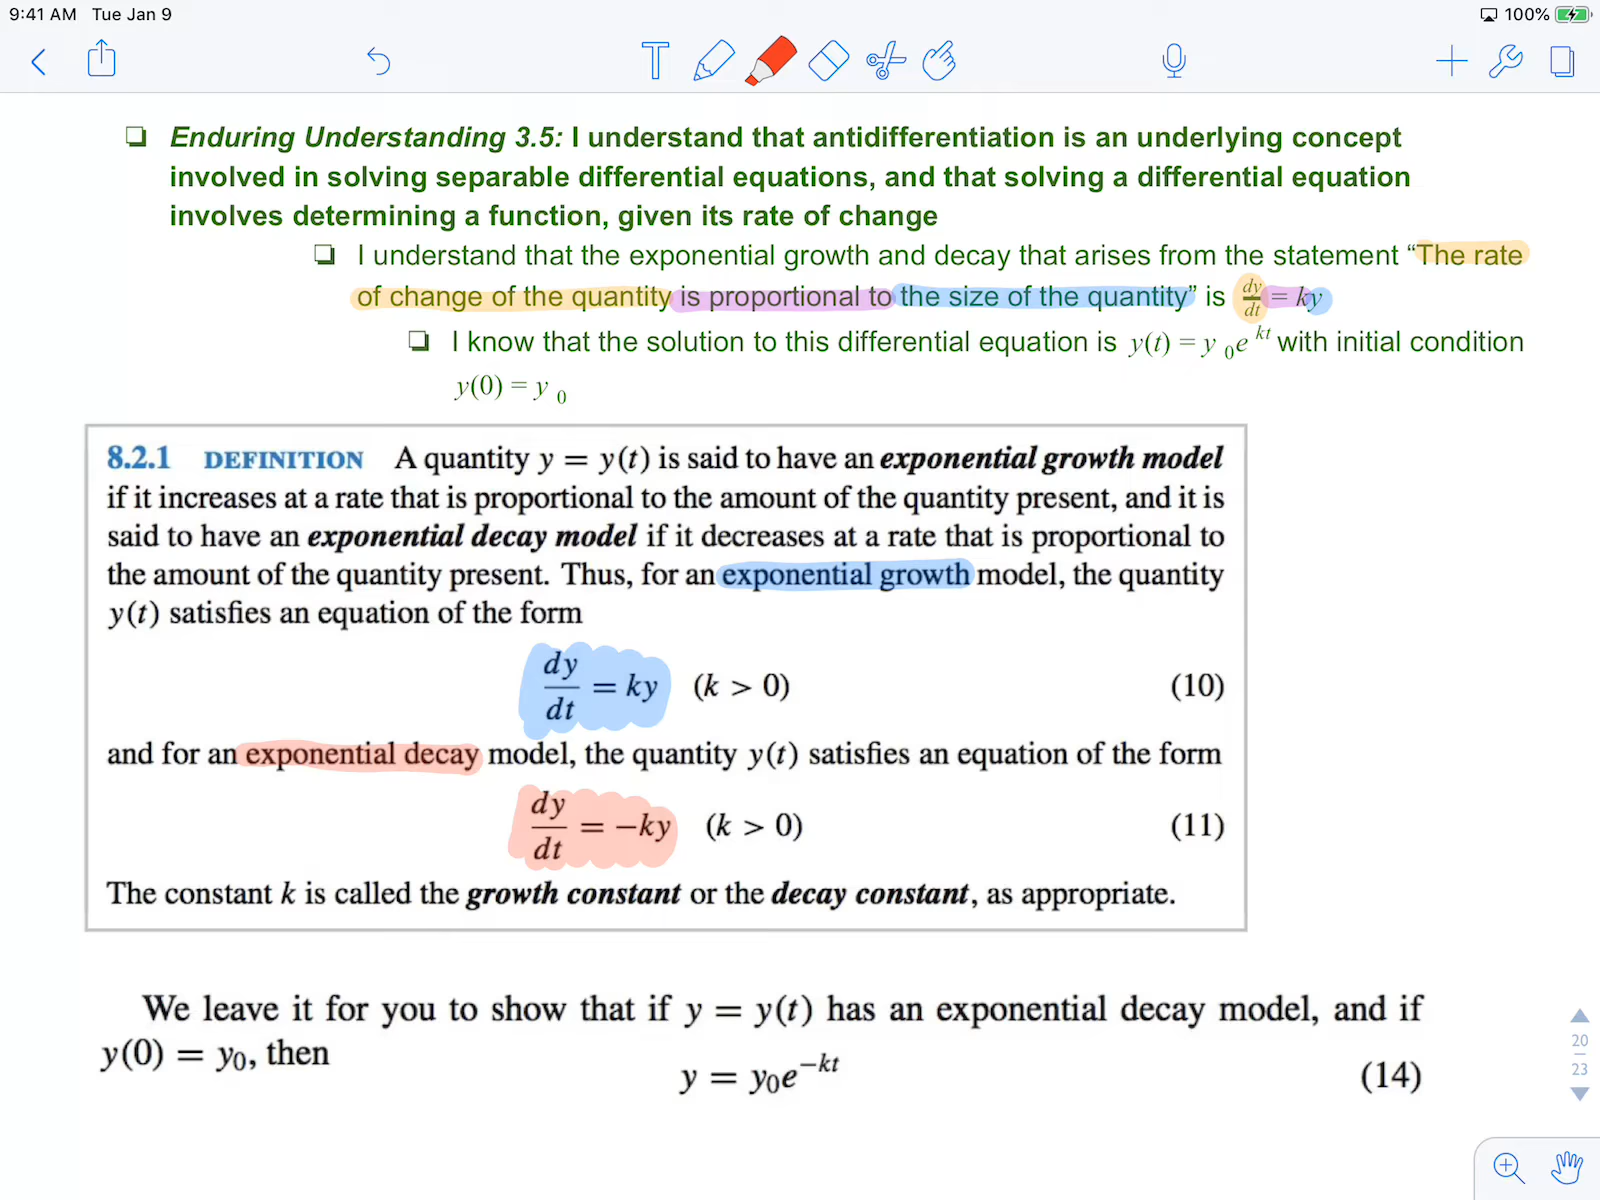 9:41 AM Tue Jan 9 100%
T
❏ Enduring Understanding 3.5: I understand that antidifferentiation is an underlying concept
involved in solving separable differential equations, and that solving a differential equation
involves determining a function, given its rate of change
❏ I understand that the exponential growth and decay that arises from the statement “The rate
of change of the quantity is proportional to the size of the quantity” is dy/dt = ky
❏ I know that the solution to this differential equation is y(t) = y₀e^{kt} with initial condition
y(0) = y₀
8.2.1 DEFINITION A quantity y = y(t) is said to have an exponential growth model
if it increases at a rate that is proportional to the amount of the quantity present, and it is
said to have an exponential decay model if it decreases at a rate that is proportional to
the amount of the quantity present. Thus, for an exponential growth model, the quantity
y(t) satisfies an equation of the form
dy/dt = ky (k > 0) (10)
and for an exponential decay model, the quantity y(t) satisfies an equation of the form
dy/dt = −ky (k > 0) (11)
The constant k is called the growth constant or the decay constant, as appropriate.
We leave it for you to show that if y = y(t) has an exponential decay model, and if
y(0) = y₀, then
y = y₀e^{−kt} (14)
20
23